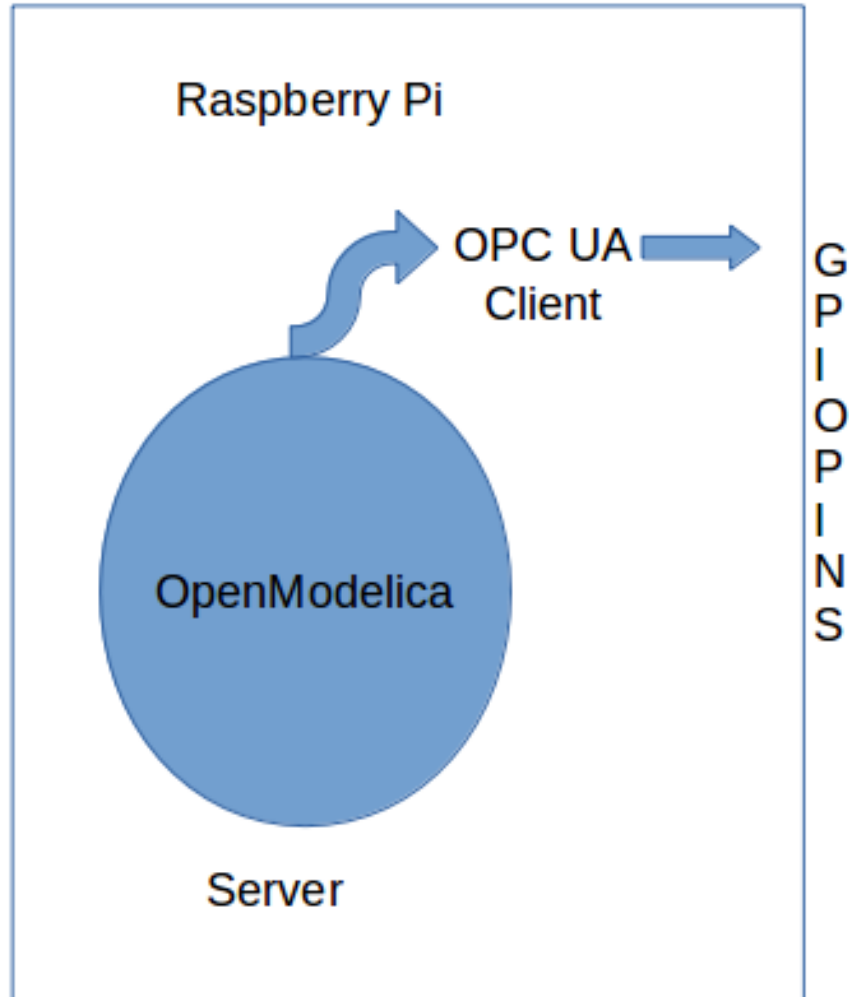 Raspberry Pi
OPC UA
Client
OpenModelica
Server
G
P
I
O
P
I
N
S